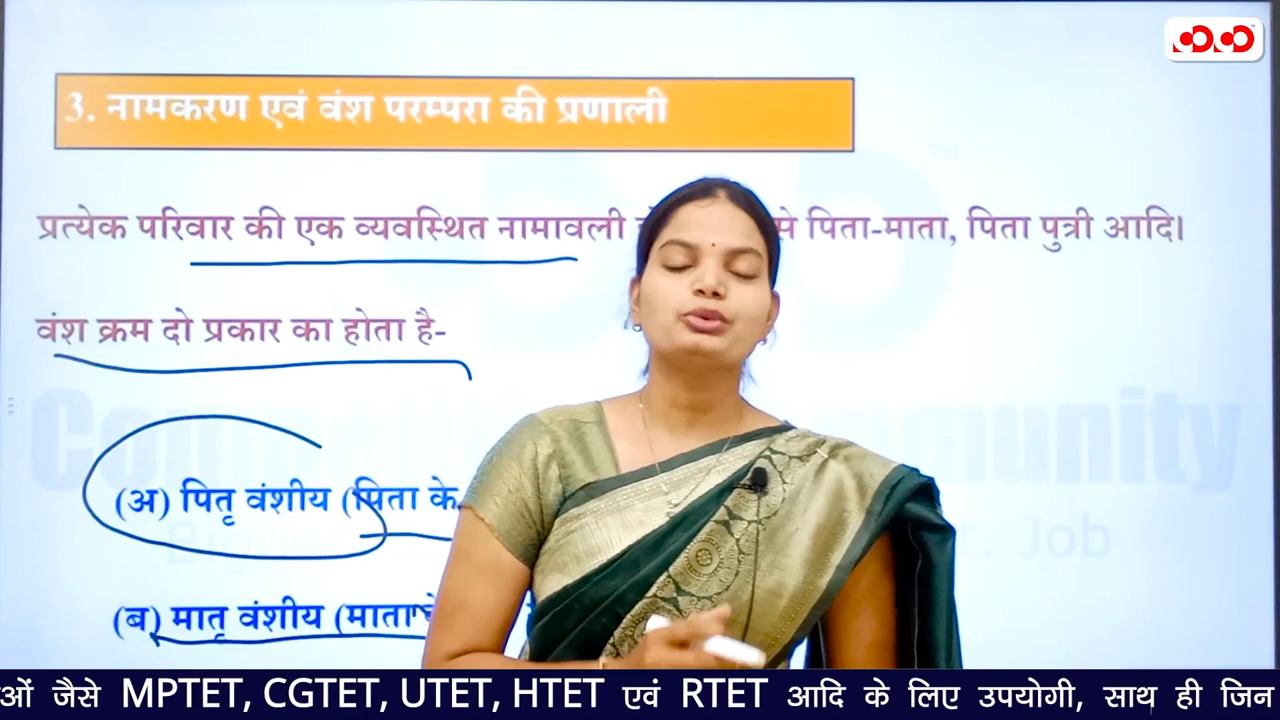 3. नामकरण एवं वंश परम्परा की प्रणाली
प्रत्येक परिवार की एक व्यवस्थित नामावली से पिता-माता, पिता पुत्री आदि।
वंश क्रम दो प्रकार का होता है-
(अ) पितृ वंशीय (पिता के
(ब) मातृ वंशीय (माता
Job
ओं जैसे MPTET, CGTET, UTET, HTET एवं RTET आदि के लिए उपयोगी, साथ ही जिन